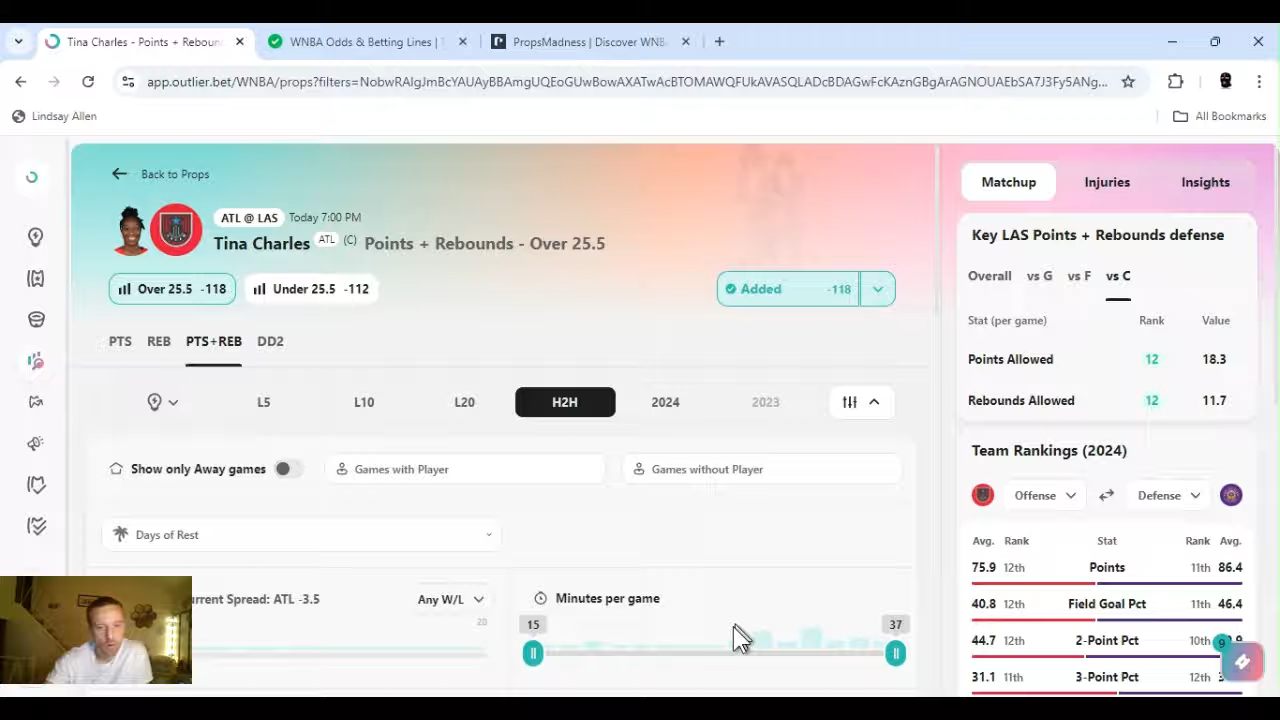 Tina Charles - Points + Reboun
WNBA Odds & Betting Lines |
PropsMadness | Discover WNB
app.outlier.bet/WNBA/props?filters=NobwRAlgJmBcYAUAyBBAmgUQEoGUwBowAXATwAcBTOMAWQFUkAVASQLADcBDAGwFcKAznGBgArAGNOUAEbSA7J3Fy5ANg...
Lindsay Allen
All Bookmarks
Back to Props
ATL @ LAS Today 7:00 PM
Tina Charles ATL (C) Points + Rebounds - Over 25.5
Over 25.5 -118
Under 25.5 -112
Added -118
PTS REB PTS+REB DD2
L5 L10 L20 H2H 2024 2023
Show only Away games
Games with Player
Games without Player
Days of Rest
rrent Spread: ATL -3.5
Any W/L
20
Minutes per game
15
37
Matchup Injuries Insights
Key LAS Points + Rebounds defense
Overall vs G vs F vs C
Stat (per game) Rank Value
Points Allowed 12 18.3
Rebounds Allowed 12 11.7
Team Rankings (2024)
Offense Defense
Avg. Rank Stat Rank Avg.
75.9 12th Points 11th 86.4
40.8 12th Field Goal Pct 11th 46.4
44.7 12th 2-Point Pct 10th
31.1 11th 3-Point Pct 12th